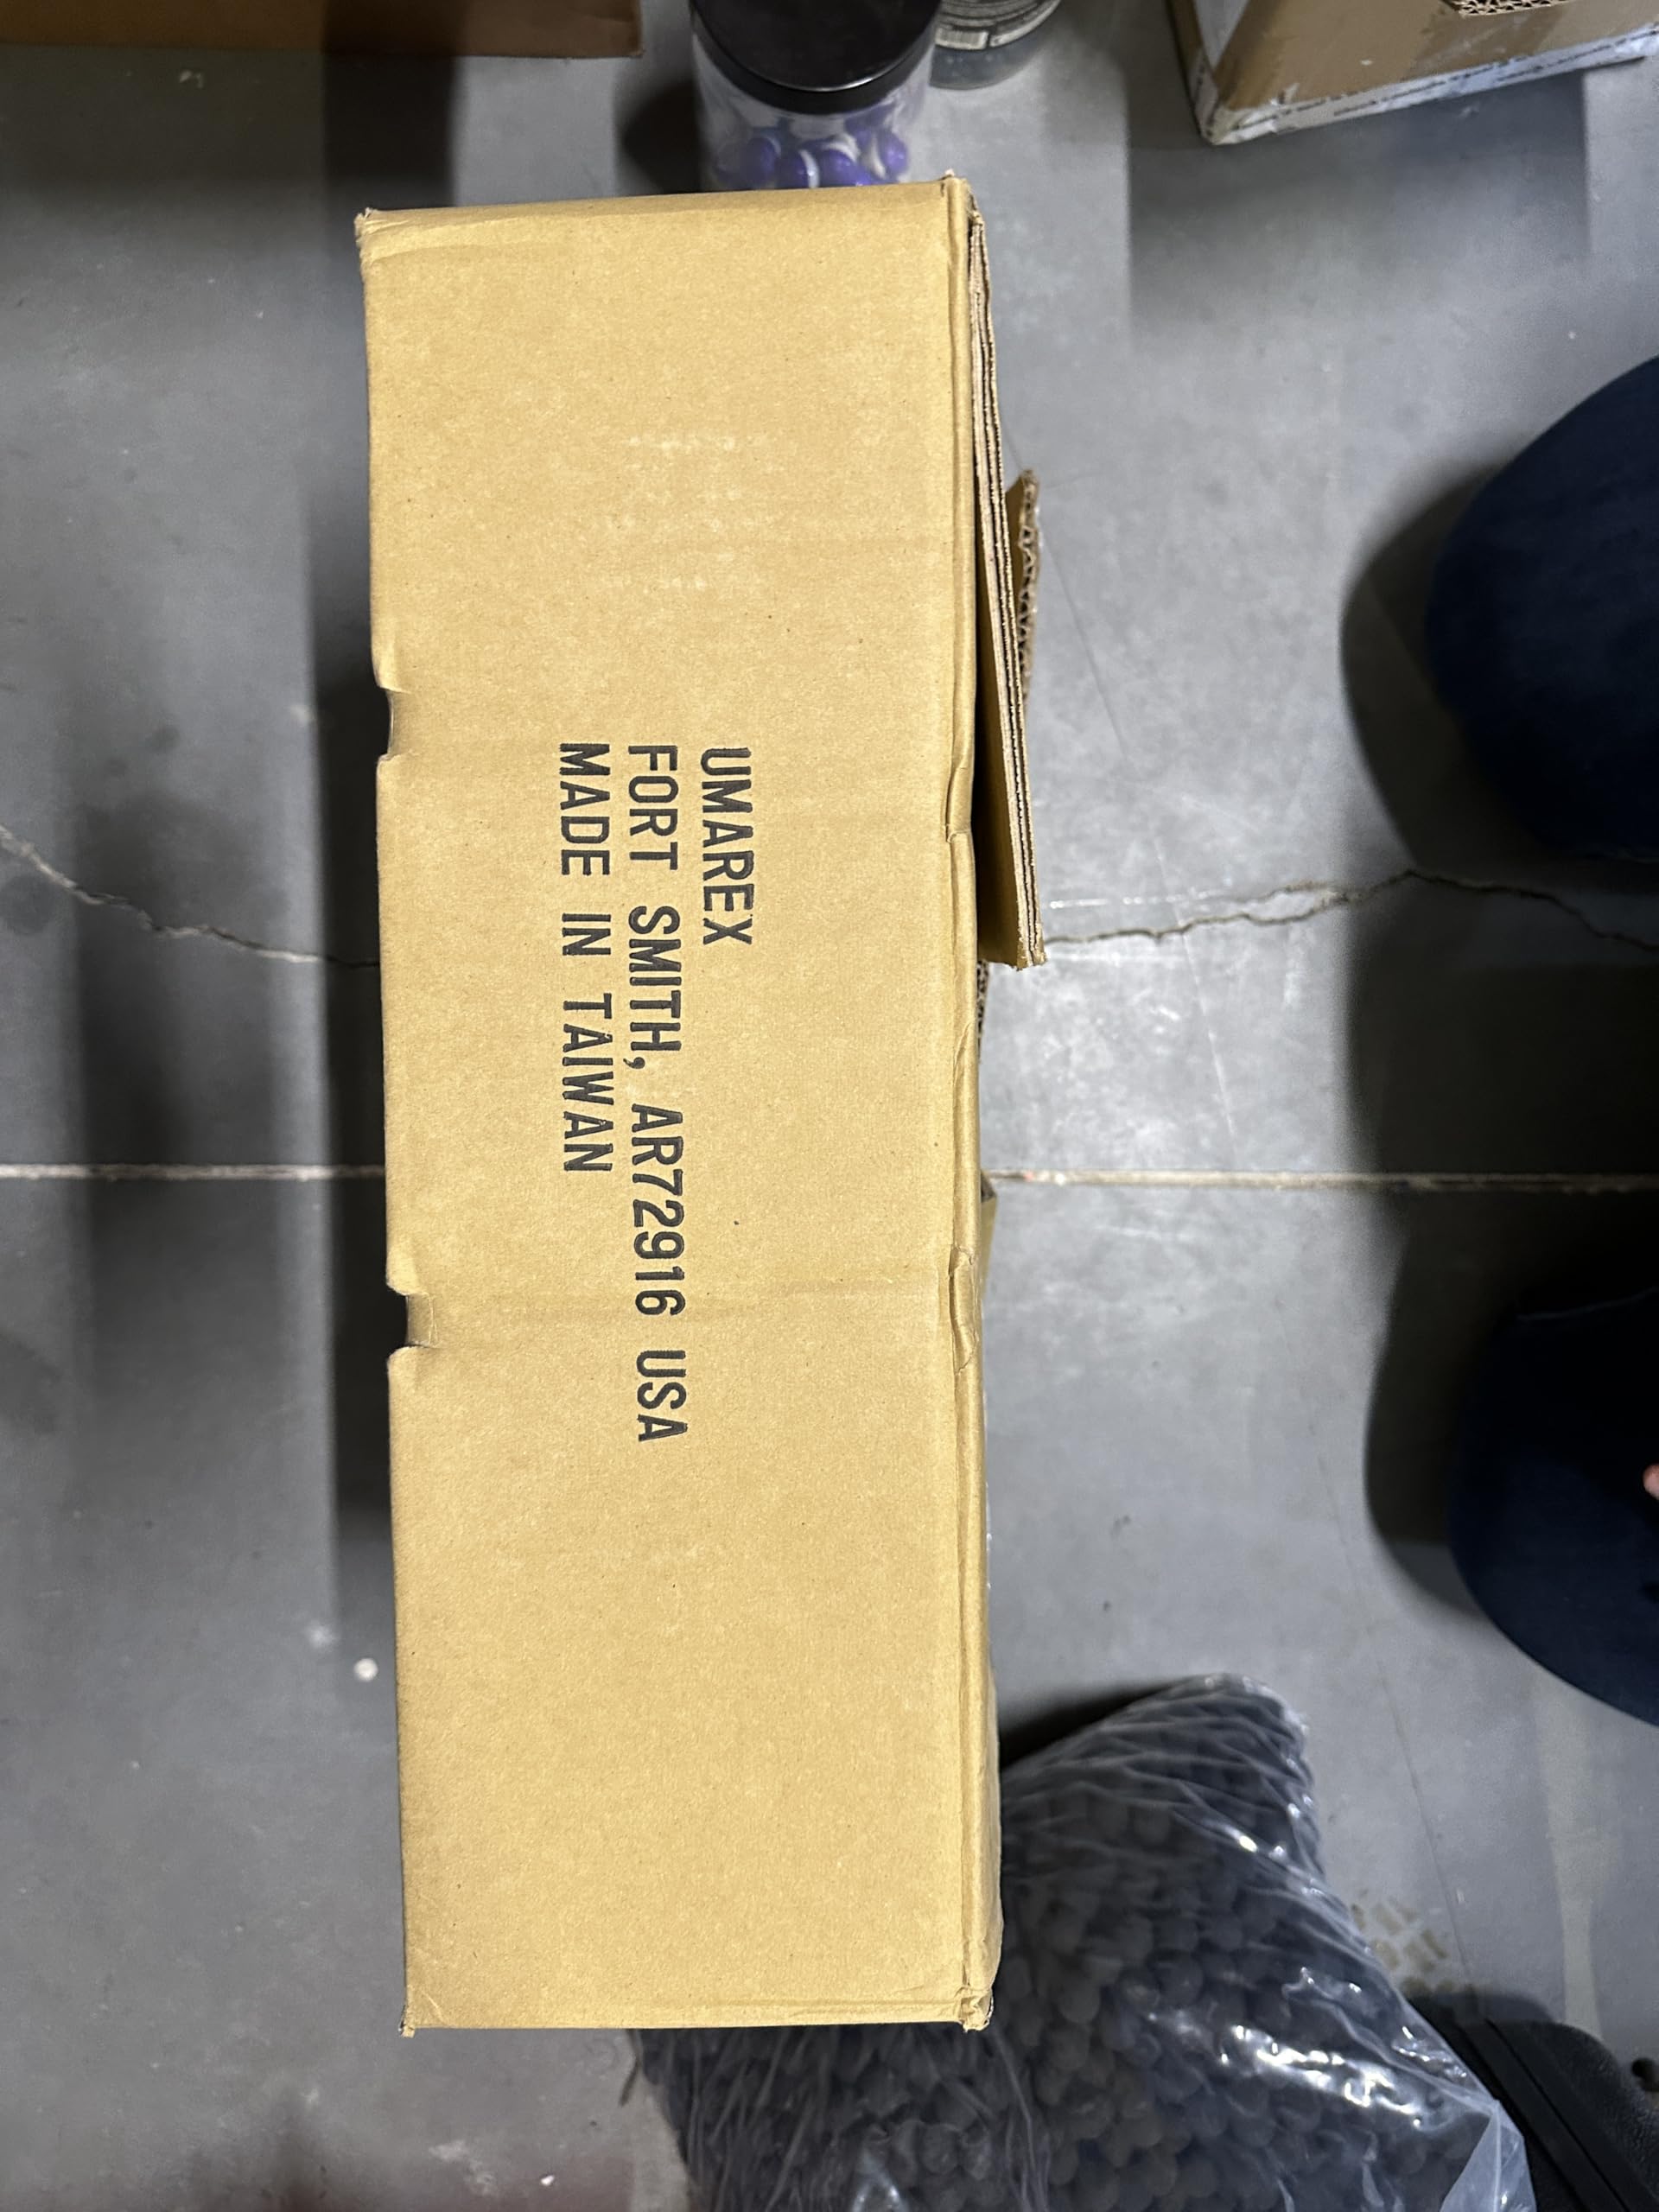 UMAREX
FORT SMITH, AR72916 USA
MADE IN TAIWAN